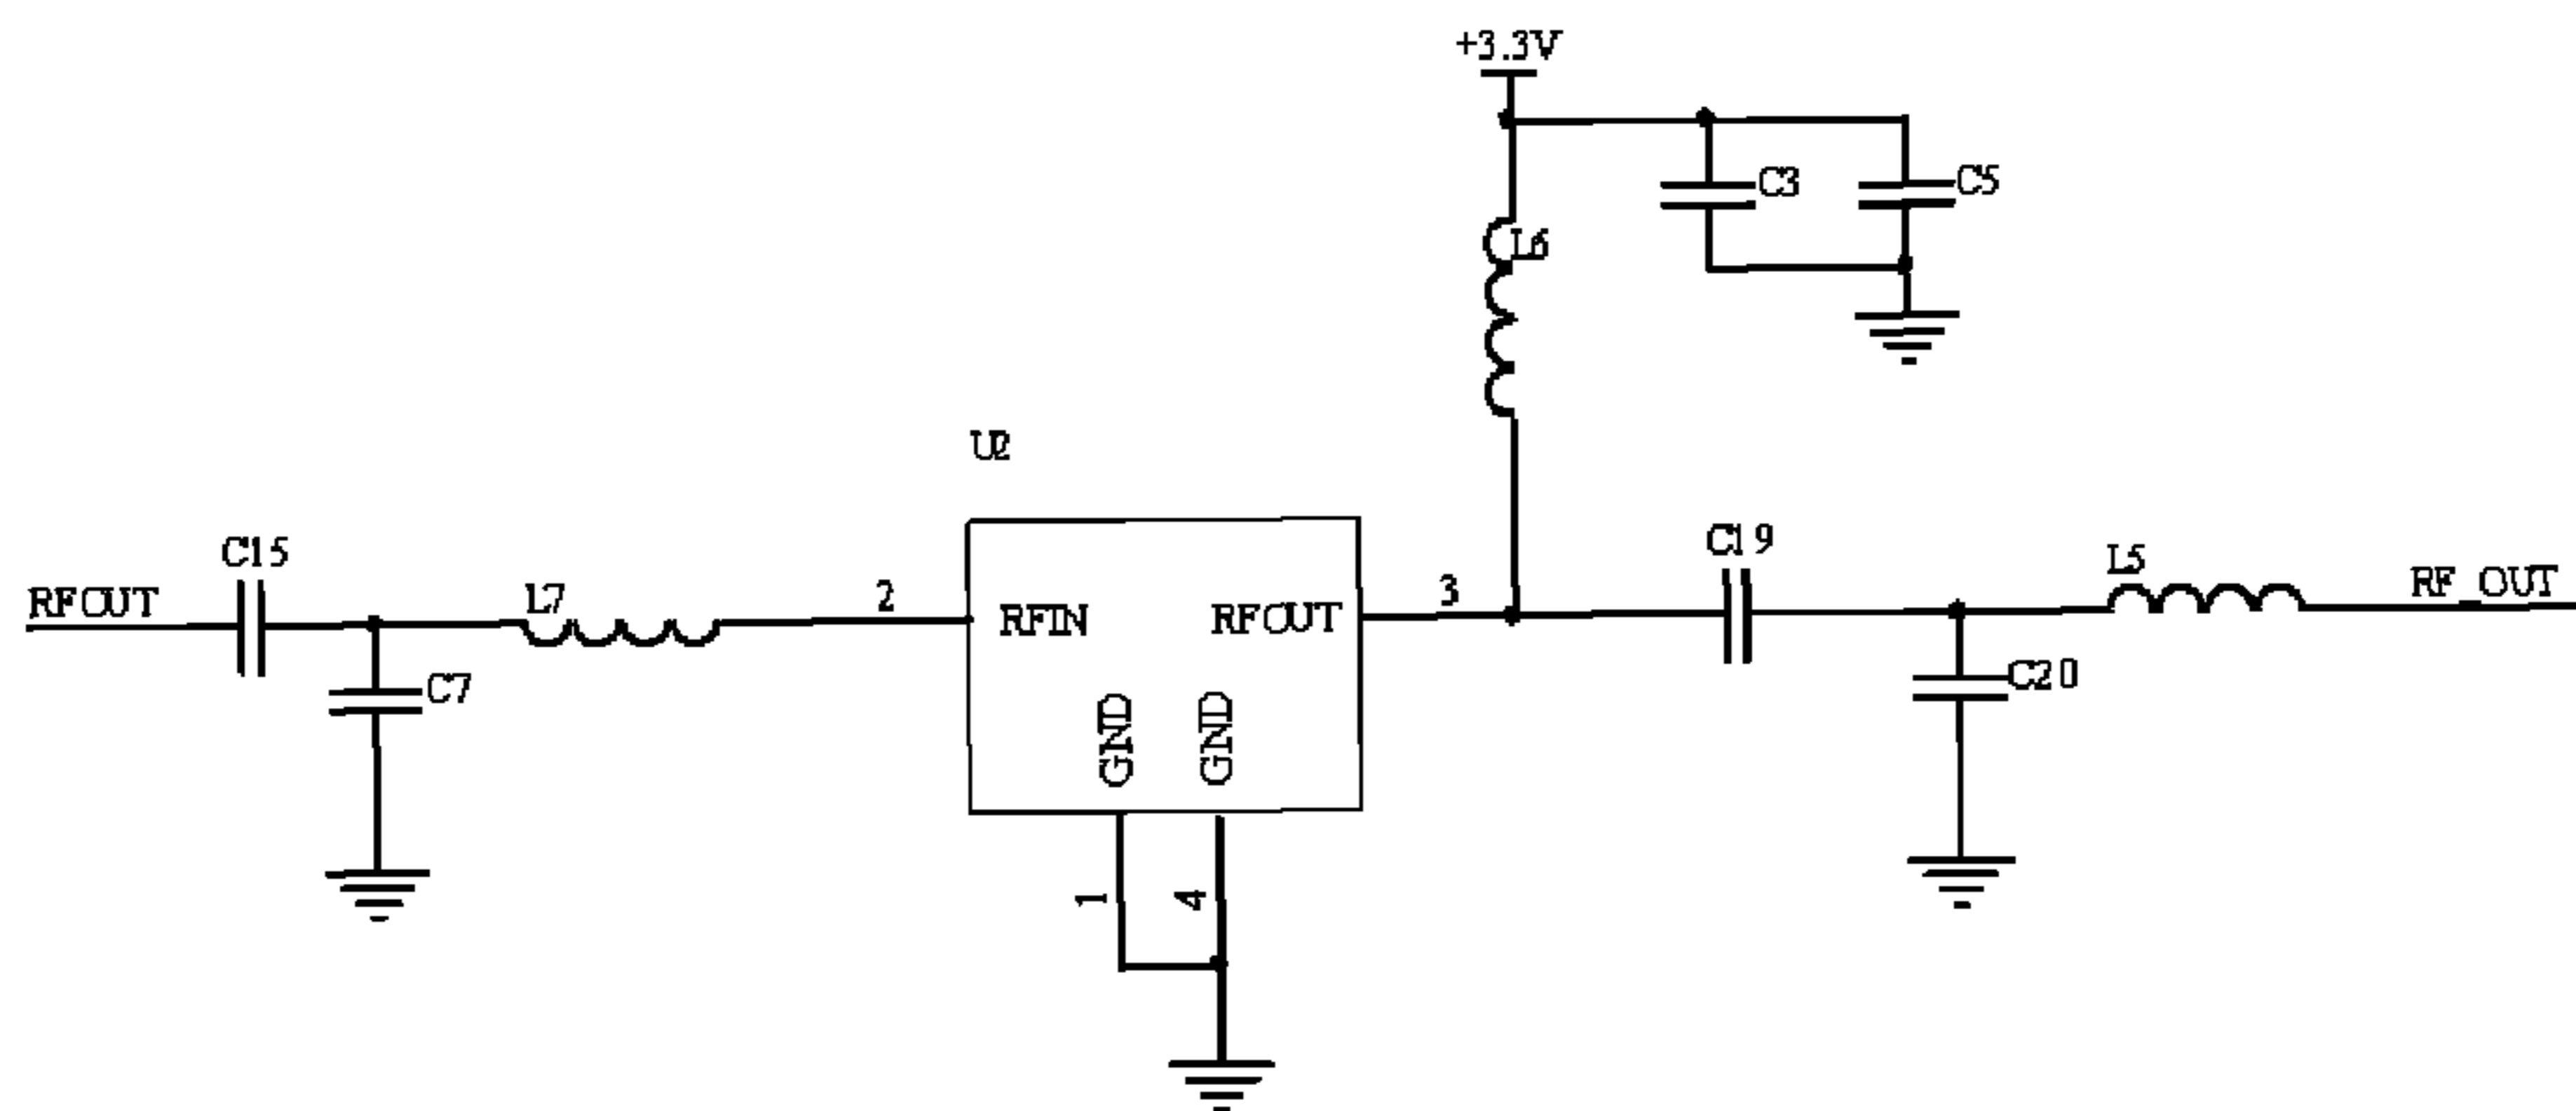 +3.3V
C3
C5
L6
U2
C15
C19
L5
RFOUT
L7
2
RFIN
RFOUT
3
RF_OUT
C7
C20
GND
GND
1
4